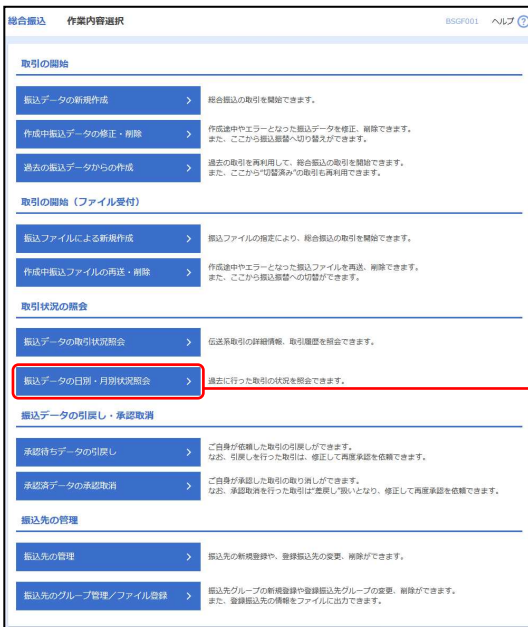 総合振込 作業内容選択 BSGF001 ヘルプ ?
取引の開始
振込データの新規作成 > 総合振込の取引を開始できます。
作成中振込データの修正・削除 > 作成途中やエラーとなった振込データを修正、削除できます。
また、ここから振込振替へ切り替えができます。
過去の振込データからの作成 > 過去の取引を再利用して、総合振込の取引を開始できます。
また、ここから“切替済み”の取引も再利用できます。
取引の開始（ファイル受付）
振込ファイルによる新規作成 > 振込ファイルの指定により、総合振込の取引を開始できます。
作成中振込ファイルの再送・削除 > 作成途中やエラーとなった振込ファイルを再送、削除できます。
また、ここから振込振替への切替ができます。
取引状況の照会
振込データの取引状況照会 > 伝送系取引の詳細情報、取引履歴を照会できます。
振込データの日別・月別状況照会 > 過去に行った取引の状況を照会できます。
振込データの引戻し・承認取消
承認待ちデータの引戻し > ご自身が依頼した取引の引戻しができます。
なお、引戻しを行った取引は、修正して再度承認を依頼できます。
承認済データの承認取消 > ご自身が承認した取引の取り消しができます。
なお、承認取消を行った取引は“差戻し”扱いとなり、修正して再度承認を依頼できます。
振込先の管理
振込先の管理 > 振込先の新規登録や、登録振込先の変更、削除ができます。
振込先のグループ管理／ファイル登録 > 振込先グループの新規登録や登録振込先グループの変更、削除ができます。
また、登録振込先の情報をファイルに出力できます。